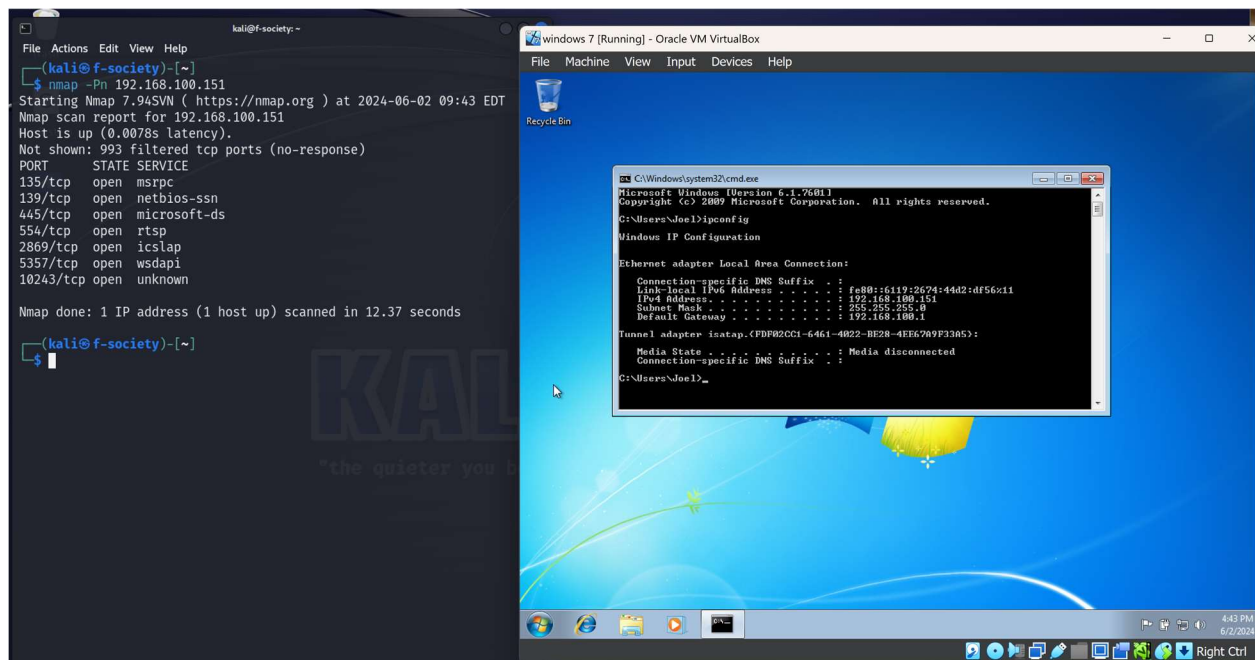 kali@f-society: ~
File Actions Edit View Help
(kali㉿f-society)-[~]
$ nmap -Pn 192.168.100.151
Starting Nmap 7.94SVN ( https://nmap.org ) at 2024-06-02 09:43 EDT
Nmap scan report for 192.168.100.151
Host is up (0.0078s latency).
Not shown: 993 filtered tcp ports (no-response)
PORT STATE SERVICE
135/tcp open msrpc
139/tcp open netbios-ssn
445/tcp open microsoft-ds
554/tcp open rtsp
2869/tcp open icslap
5357/tcp open wsdapi
10243/tcp open unknown
Nmap done: 1 IP address (1 host up) scanned in 12.37 seconds
(kali㉿f-society)-[~]
$
KAL
"the quieter you b
windows 7 [Running] - Oracle VM VirtualBox
File Machine View Input Devices Help
Recycle Bin
C:\Windows\system32\cmd.exe
Microsoft Windows [Version 6.1.7601]
Copyright (c) 2009 Microsoft Corporation. All rights reserved.
C:\Users\Joel>ipconfig
Windows IP Configuration
Ethernet adapter Local Area Connection:
Connection-specific DNS Suffix . :
Link-local IPv6 Address . . . . . : fe80::6119:2674:44d2:df56%11
IPv4 Address. . . . . . . . . . . : 192.168.100.151
Subnet Mask . . . . . . . . . . . : 255.255.255.0
Default Gateway . . . . . . . . . : 192.168.100.1
Tunnel adapter isatap.{FDF02CC1-6461-4022-BE28-4EE67A9F33A5}:
Media State . . . . . . . . . . . : Media disconnected
Connection-specific DNS Suffix . :
C:\Users\Joel>_
4:43 PM
6/2/2024
Right Ctrl